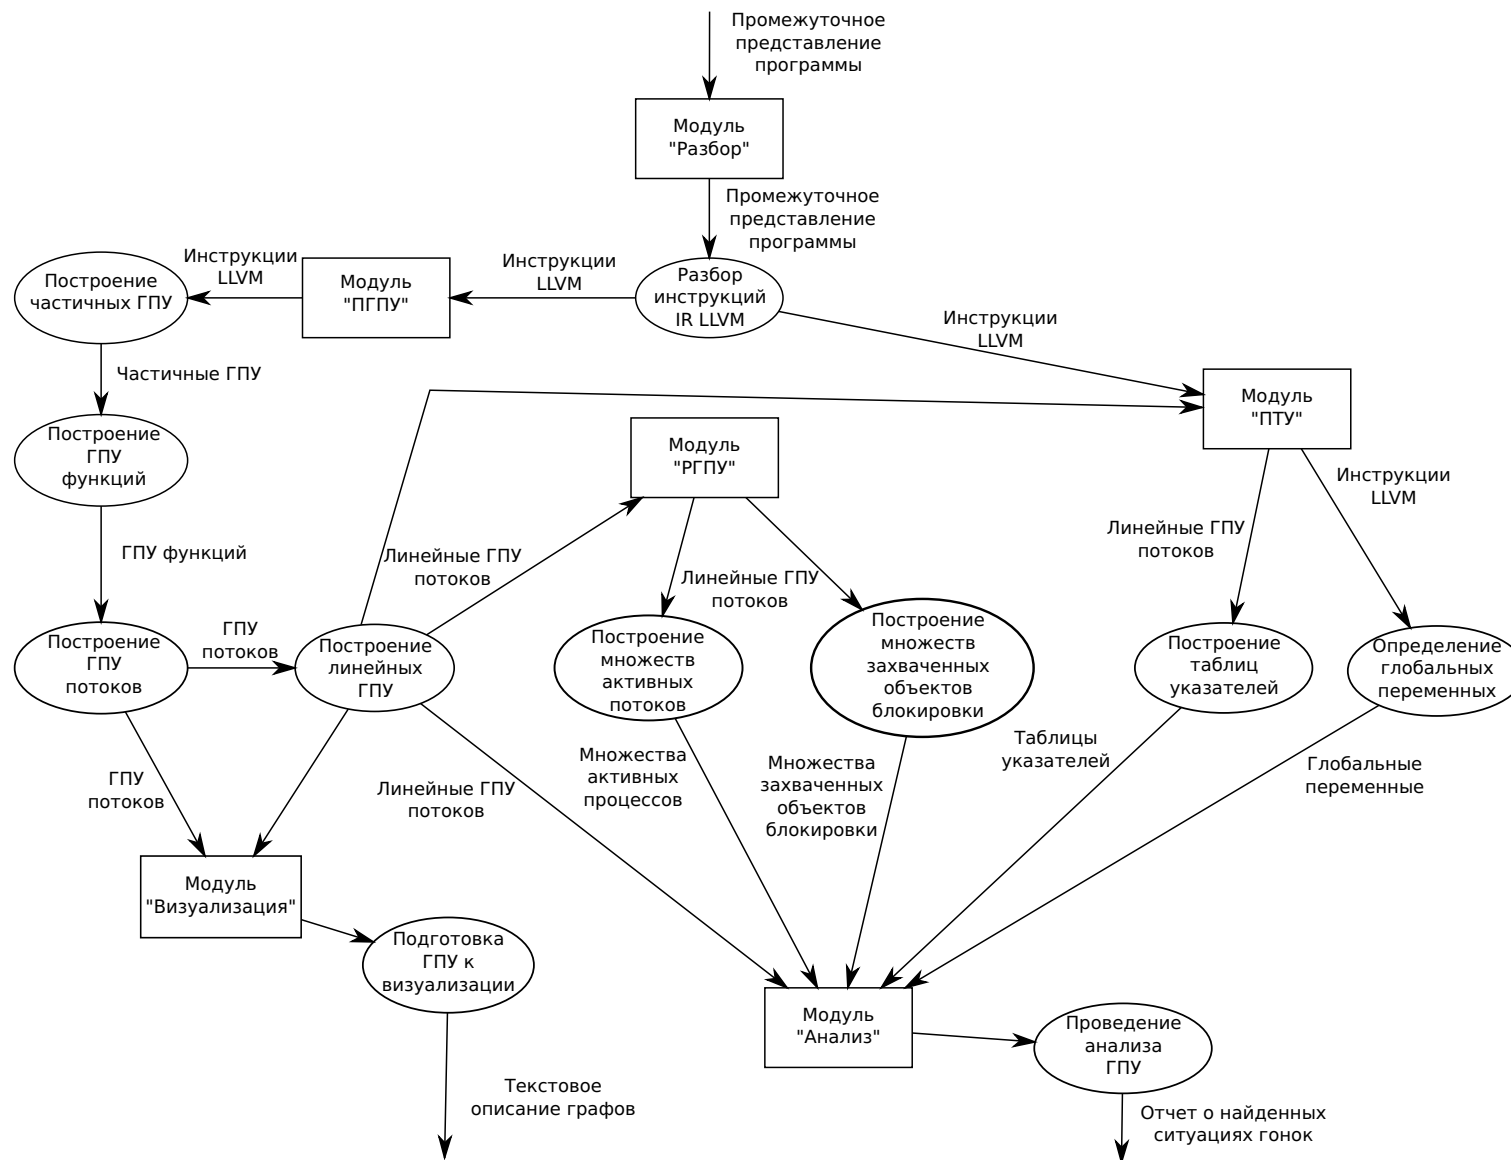 Промежуточное
представление
программы
Модуль
"Разбор"
Промежуточное
представление
программы
Разбор
инструкций
IR LLVM
Инструкции
LLVM
Модуль
"ПГПУ"
Инструкции
LLVM
Построение
частичных ГПУ
Инструкции
LLVM
Частичные ГПУ
Модуль
"ПТУ"
Построение
ГПУ
функций
Модуль
"РГПУ"
Инструкции
LLVM
Линейные ГПУ
потоков
ГПУ функций
Линейные ГПУ
потоков
Линейные ГПУ
потоков
Построение
ГПУ
потоков
ГПУ
потоков
Построение
линейных
ГПУ
Построение
множеств
активных
потоков
Построение
множеств
захваченных
объектов
блокировки
Построение
таблиц
указателей
Определение
глобальных
переменных
ГПУ
потоков
Линейные ГПУ
потоков
Множества
активных
процессов
Множества
захваченных
объектов
блокировки
Таблицы
указателей
Глобальные
переменные
Модуль
"Визуализация"
Подготовка
ГПУ к
визуализации
Модуль
"Анализ"
Проведение
анализа
ГПУ
Текстовое
описание графов
Отчет о найденных
ситуациях гонок